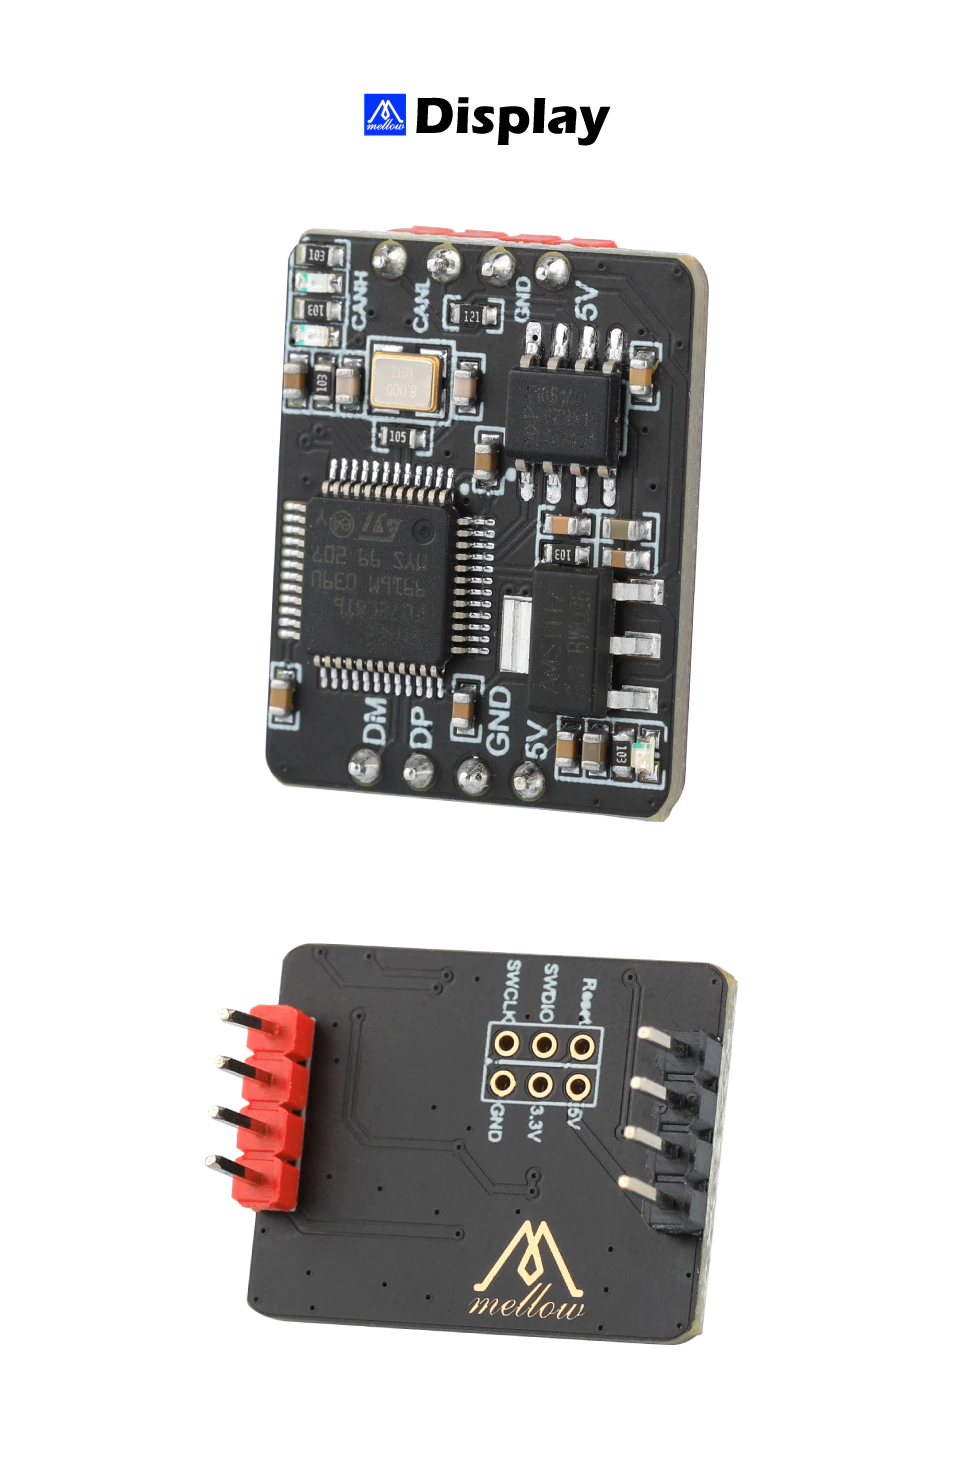 mellow Display
103
103
CANH
CANL
GND
5V
121
103
8.000
105
103
AMS1117
DM
DP
GND
5V
103
SWCLK
SWDIO
Reset
GND
3.3V
5V
mellow